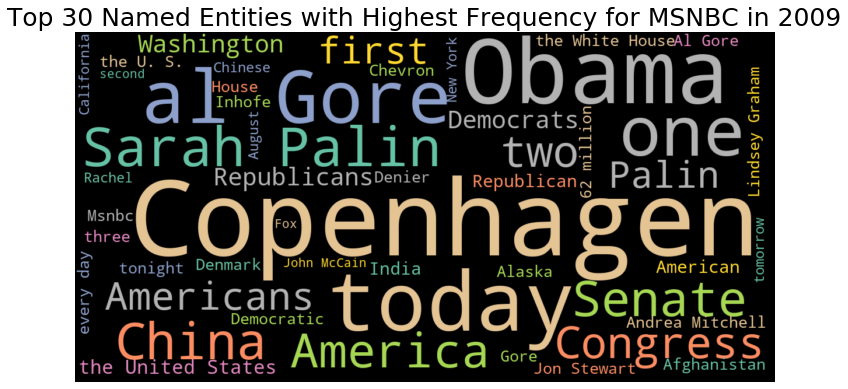 Top 30 Named Entities with Highest Frequency for MSNBC in 2009
California
Washington
first
New York
Obama
the White House
Al Gore
the U. S.
second
al Gore
Chinese
House
Inhofe
Chevron
August
Democrats
one
Lindsey Graham
Sarah Palin
two
62 million
Palin
Rachel
Republicans
Denier
Republican
Copenhagen
Msnbc
Fox
three
tomorrow
every day
tonight
Denmark
John McCain
India
Alaska
American
Americans
today
Senate
Democratic
Andrea Mitchell
China
America
Gore
Congress
the United States
Jon Stewart
Afghanistan